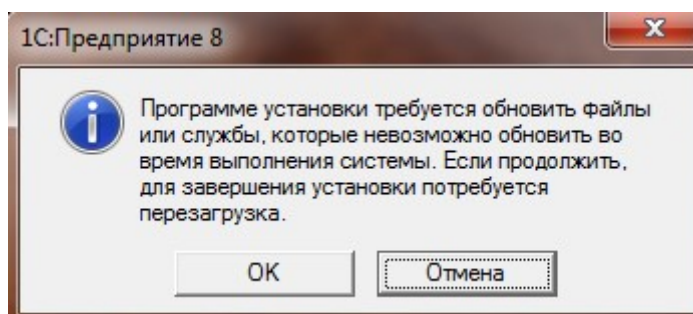 1С:Предприятие 8
Программе установки требуется обновить файлы
или службы, которые невозможно обновить во
время выполнения системы. Если продолжить,
для завершения установки потребуется
перезагрузка.
OK
Отмена